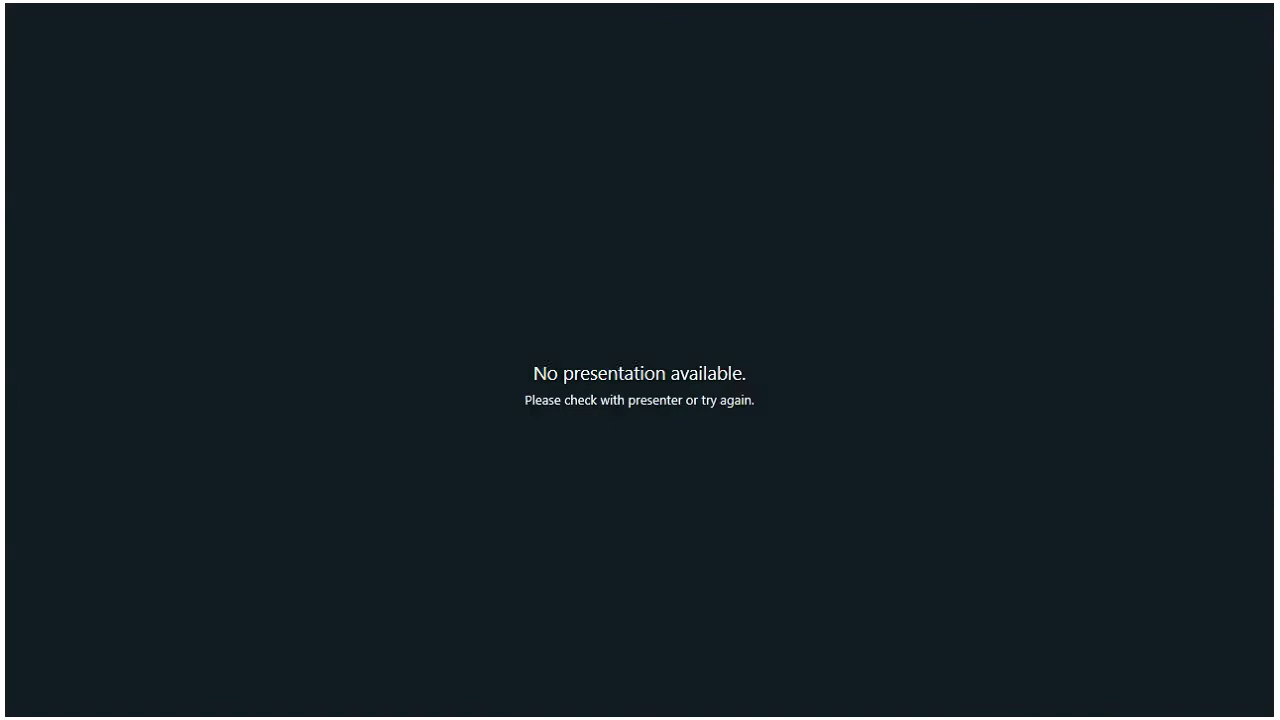 No presentation available.
Please check with presenter or try again.